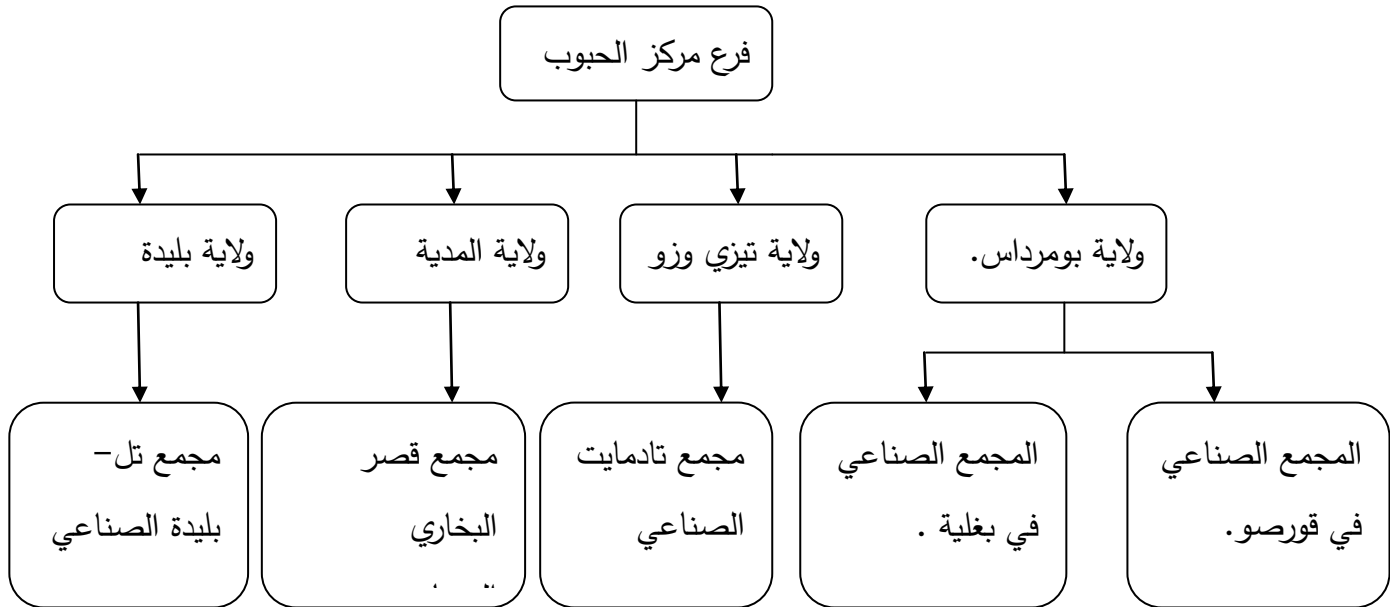 فرع مركز الحبوب
ولاية بومرداس.
ولاية تيزي وزو
ولاية المدية
ولاية بليدة
المجمع الصناعي
في قورصو.
المجمع الصناعي
في بغلية .
مجمع تادمايت
الصناعي
مجمع قصر
البخاري
مجمع تل-
بليدة الصناعي